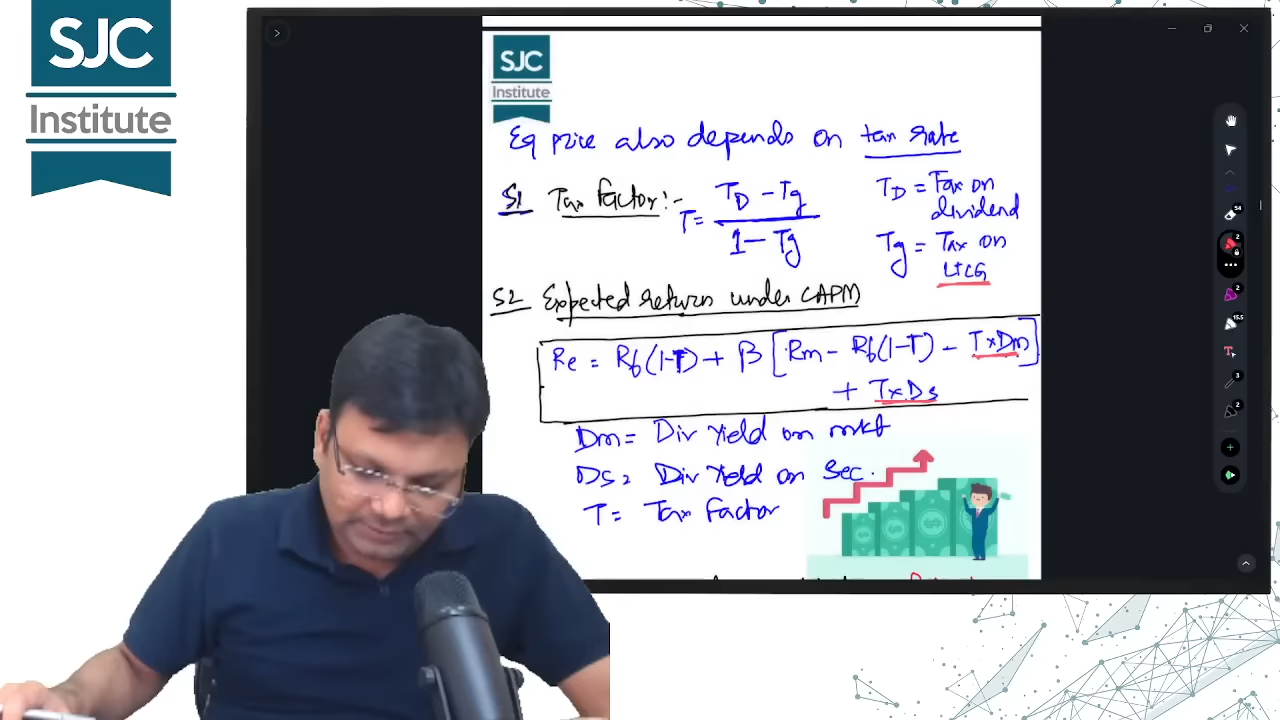 SJC
Institute
SJC
Institute
Eq price also depends on tax rate
S1 Tax Factor:- T = TD - Tg / 1 - Tg
TD = Tax on dividend
Tg = Tax on LTCG
S2 Expected return under CAPM
Re = Rf(1-T) + β [Rm - Rf(1-T) - T×Dm]
+ T×Ds
Dm = Div Yield on mkt
Ds = Div Yield on Sec.
T = Tax Factor